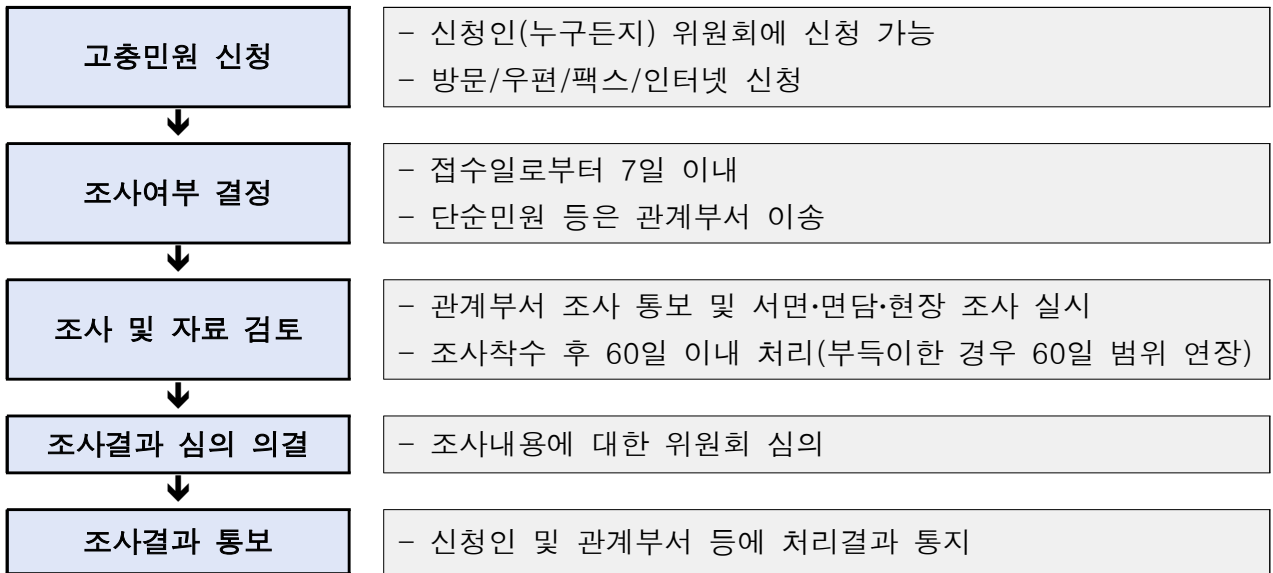 고충민원 신청
- 신청인(누구든지) 위원회에 신청 가능
- 방문/우편/팩스/인터넷 신청
조사여부 결정
- 접수일로부터 7일 이내
- 단순민원 등은 관계부서 이송
조사 및 자료 검토
- 관계부서 조사 통보 및 서면·면담·현장 조사 실시
- 조사착수 후 60일 이내 처리(부득이한 경우 60일 범위 연장)
조사결과 심의 의결
- 조사내용에 대한 위원회 심의
조사결과 통보
- 신청인 및 관계부서 등에 처리결과 통지